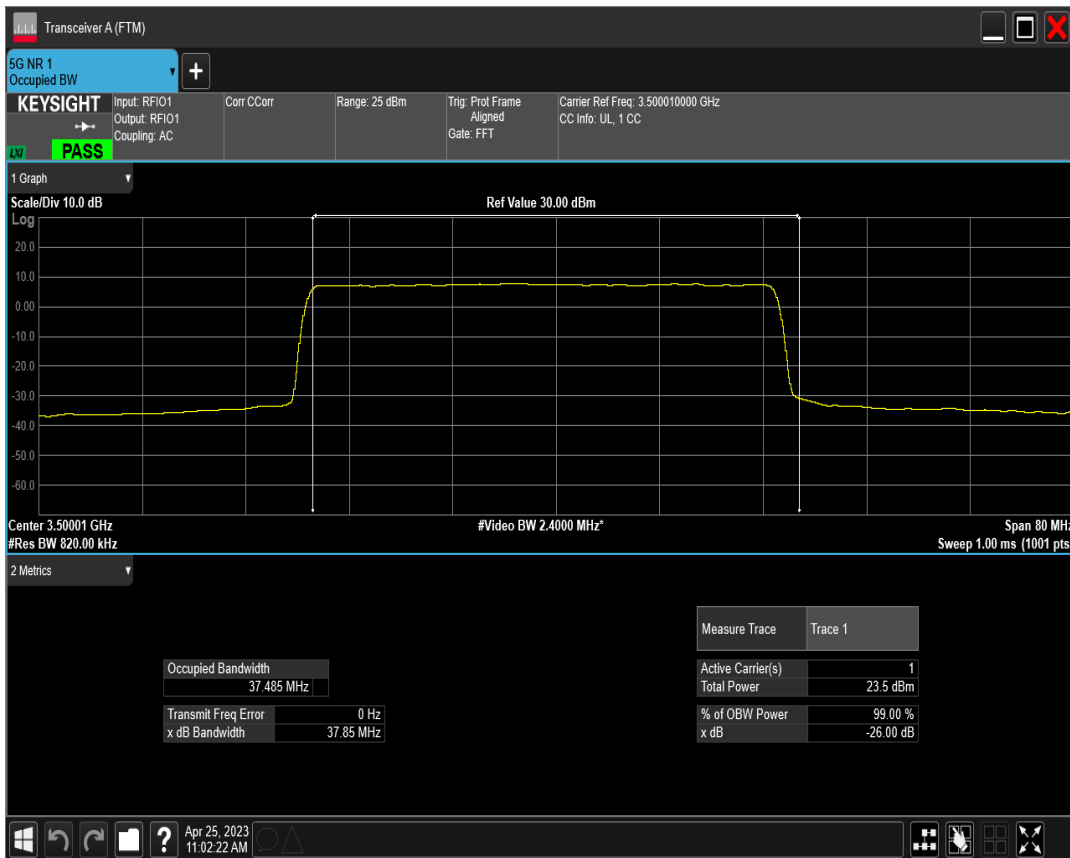 Transceiver A (FTM)
5G NR 1
Occupied BW
+
KEYSIGHT
LXI
PASS
Input: RFIO1
Output: RFIO1
Coupling: AC
Corr CCorr
Range: 25 dBm
Trig: Prot Frame
Aligned
Gate: FFT
Carrier Ref Freq: 3.500010000 GHz
CC Info: UL, 1 CC
1 Graph
Scale/Div 10.0 dB
Ref Value 30.00 dBm
Log
20.0
10.0
0.00
-10.0
-20.0
-30.0
-40.0
-50.0
-60.0
Center 3.50001 GHz
#Video BW 2.4000 MHz*
Span 80 MHz
#Res BW 820.00 kHz
Sweep 1.00 ms (1001 pts
2 Metrics
Measure Trace Trace 1
Occupied Bandwidth
37.485 MHz
Active Carrier(s) 1
Total Power 23.5 dBm
Transmit Freq Error 0 Hz
x dB Bandwidth 37.85 MHz
% of OBW Power 99.00 %
x dB -26.00 dB
?
Apr 25, 2023
11:02:22 AM